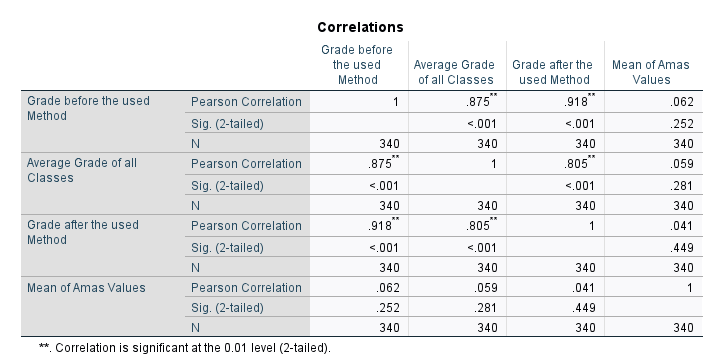 Correlations
Grade before the used Method Average Grade of all Classes Grade after the used Method Mean of Amas Values
Grade before the used Method Pearson Correlation 1 .875** .918** .062
Sig. (2-tailed) <.001 <.001 .252
N 340 340 340 340
Average Grade of all Classes Pearson Correlation .875** 1 .805** .059
Sig. (2-tailed) <.001 <.001 .281
N 340 340 340 340
Grade after the used Method Pearson Correlation .918** .805** 1 .041
Sig. (2-tailed) <.001 <.001 .449
N 340 340 340 340
Mean of Amas Values Pearson Correlation .062 .059 .041 1
Sig. (2-tailed) .252 .281 .449
N 340 340 340 340
**. Correlation is significant at the 0.01 level (2-tailed).